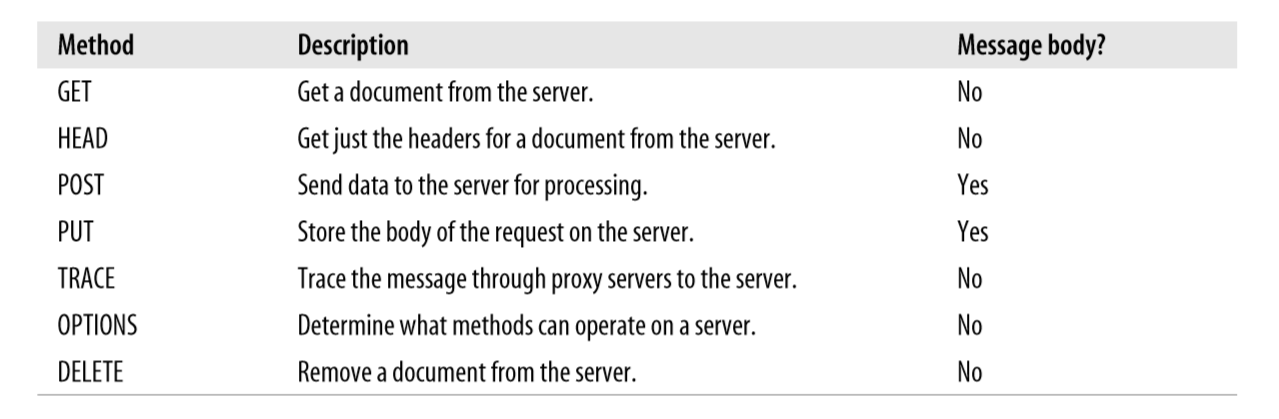 Method Description Message body?
GET Get a document from the server. No
HEAD Get just the headers for a document from the server. No
POST Send data to the server for processing. Yes
PUT Store the body of the request on the server. Yes
TRACE Trace the message through proxy servers to the server. No
OPTIONS Determine what methods can operate on a server. No
DELETE Remove a document from the server. No